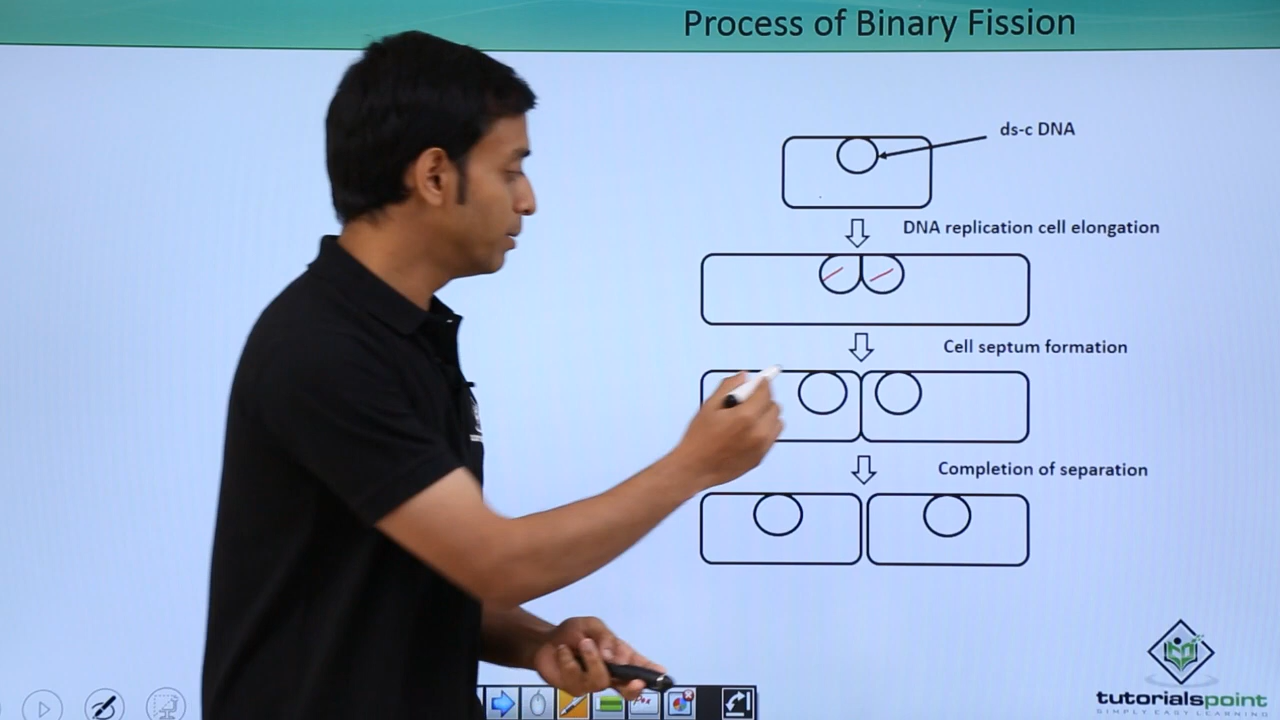 Process of Binary Fission
ds-c DNA
DNA replication cell elongation
Cell septum formation
Completion of separation
tutorialspoint
SIMPLY EASY LEARNING